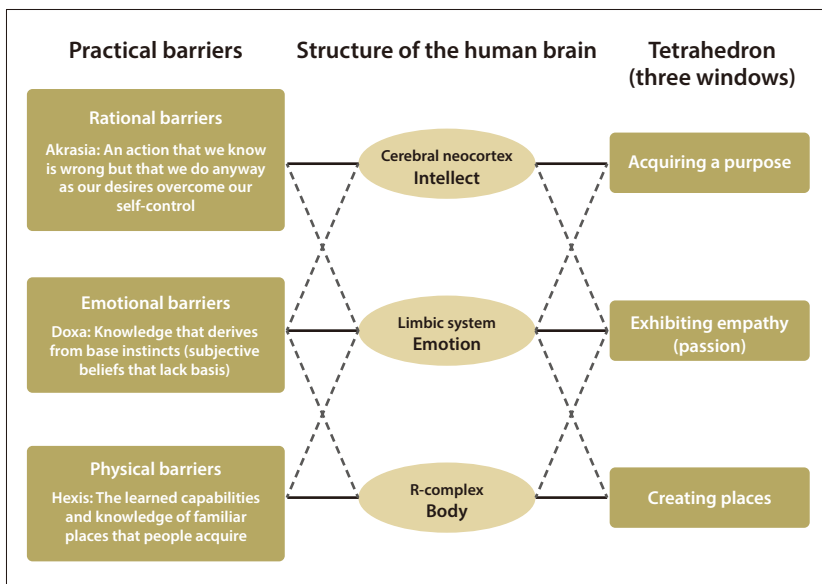 Practical barriers
Structure of the human brain
Tetrahedron
(three windows)
Rational barriers
Akrasia: An action that we know
is wrong but that we do anyway
as our desires overcome our
self-control
Cerebral neocortex
Intellect
Acquiring a purpose
Emotional barriers
Doxa: Knowledge that derives
from base instincts (subjective
beliefs that lack basis)
Limbic system
Emotion
Exhibiting empathy
(passion)
Physical barriers
Hexis: The learned capabilities
and knowledge of familiar
places that people acquire
R-complex
Body
Creating places